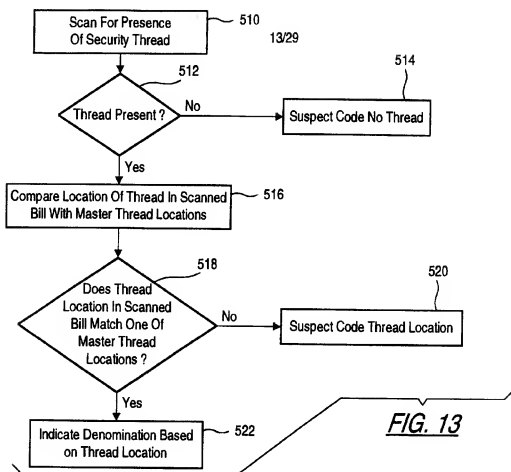 Scan For Presence
Of Security Thread
510
13/29
512
514
Thread Present ?
No
Suspect Code No Thread
Yes
Compare Location Of Thread In Scanned
Bill With Master Thread Locations
516
518
Does Thread
Location In Scanned
Bill Match One Of
Master Thread
Locations ?
520
No
Suspect Code Thread Location
Yes
Indicate Denomination Based
on Thread Location
522
FIG. 13